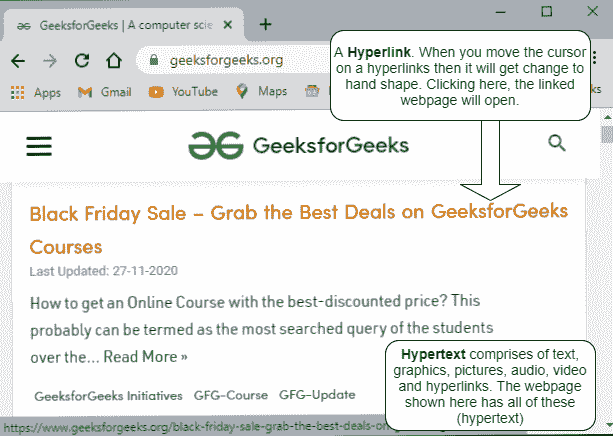 GeeksforGeeks | A computer scie
geeksforgeeks.org
Apps Gmail YouTube Maps
A Hyperlink. When you move the cursor
on a hyperlinks then it will get change to
hand shape. Clicking here, the linked
webpage will open.
GeeksforGeeks
Black Friday Sale – Grab the Best Deals on GeeksforGeeks
Courses
Last Updated: 27-11-2020
How to get an Online Course with the best-discounted price? This
probably can be termed as the most searched query of the students
over the... Read More »
GeeksforGeeks Initiatives GFG-Course GFG-Update
Hypertext comprises of text,
graphics, pictures, audio, video
and hyperlinks. The webpage
shown here has all of these
(hypertext)
https://www.geeksforgeeks.org/black-friday-sale-grab-the-best-deals-on-